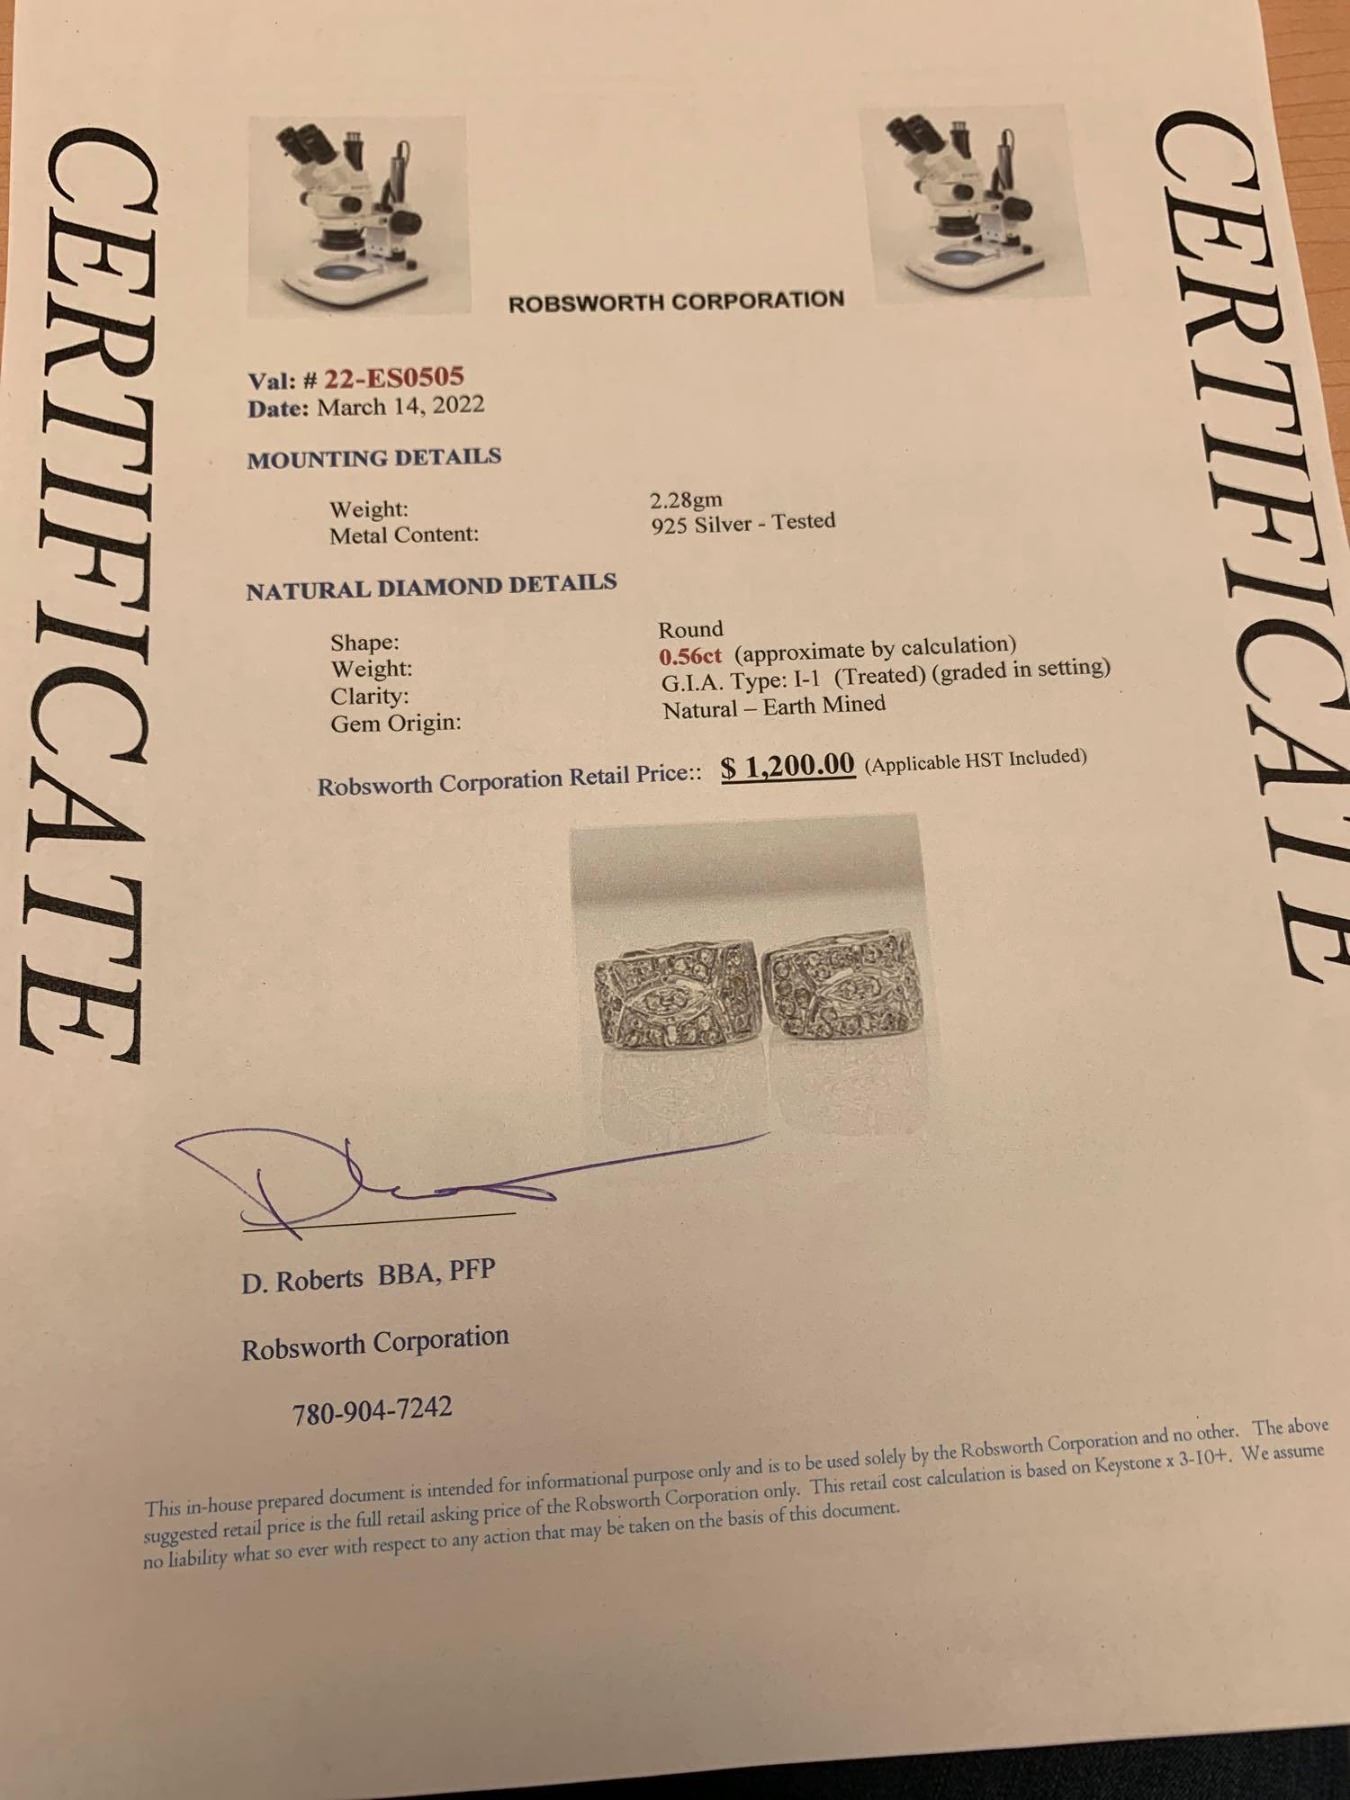 CERTIFICATE
CERTIFICATE
ROBSWORTH CORPORATION
Val: # 22-ES0505
Date: March 14, 2022
MOUNTING DETAILS
Weight: 2.28gm
Metal Content: 925 Silver - Tested
NATURAL DIAMOND DETAILS
Shape: Round
Weight: 0.56ct (approximate by calculation)
Clarity: G.I.A. Type: I-1 (Treated) (graded in setting)
Gem Origin: Natural – Earth Mined
Robsworth Corporation Retail Price:: $ 1,200.00 (Applicable HST Included)
D. Roberts BBA, PFP
Robsworth Corporation
780-904-7242
This in-house prepared document is intended for informational purpose only and is to be used solely by the Robsworth Corporation and no other. The above
suggested retail price is the full retail asking price of the Robsworth Corporation only. This retail cost calculation is based on Keystone x 3-10+. We assume
no liability what so ever with respect to any action that may be taken on the basis of this document.